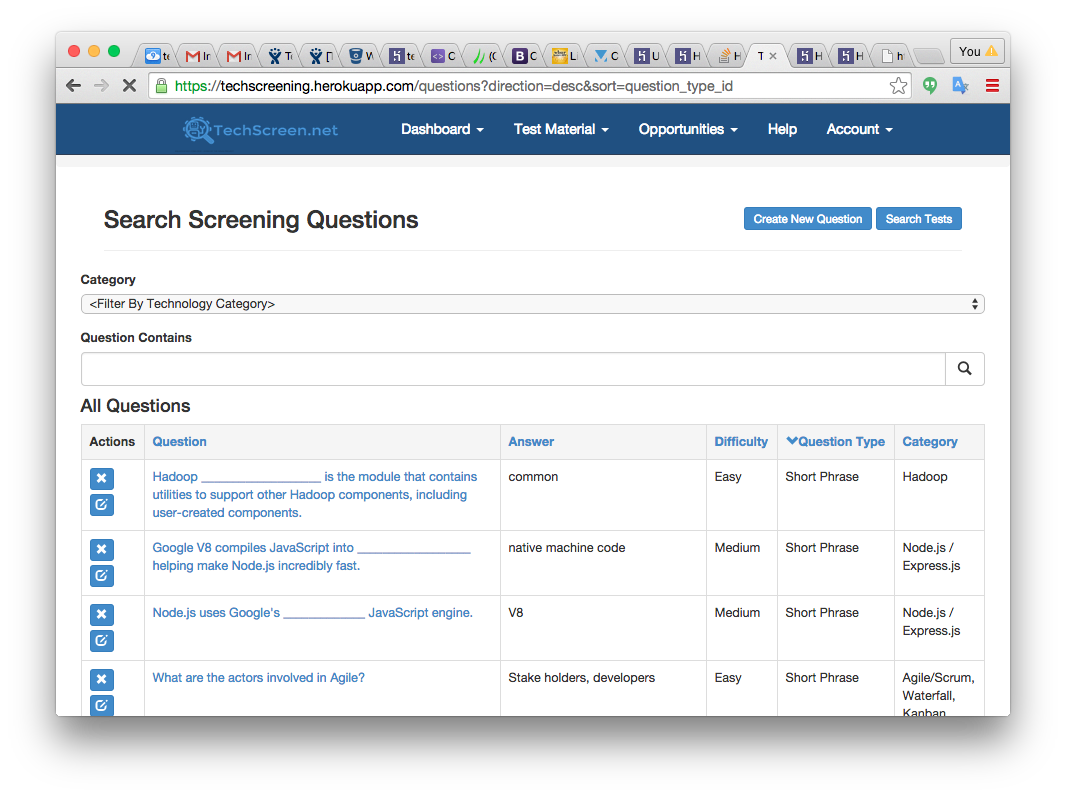 te Ir Ir To [T W te C (C C Li C U H H T H H h You
https://techscreening.herokuapp.com/questions?direction=desc&sort=question_type_id
TechScreen.net Dashboard Test Material Opportunities Help Account
Search Screening Questions
Create New Question Search Tests
Category
<Filter By Technology Category>
Question Contains
All Questions
Actions Question Answer Difficulty Question Type Category
Hadoop _________________ is the module that contains
utilities to support other Hadoop components, including
user-created components.
common
Easy
Short Phrase
Hadoop
Google V8 compiles JavaScript into ________________
helping make Node.js incredibly fast.
native machine code
Medium
Short Phrase
Node.js /
Express.js
Node.js uses Google's ____________ JavaScript engine.
V8
Medium
Short Phrase
Node.js /
Express.js
What are the actors involved in Agile?
Stake holders, developers
Easy
Short Phrase
Agile/Scrum,
Waterfall,
Kanban